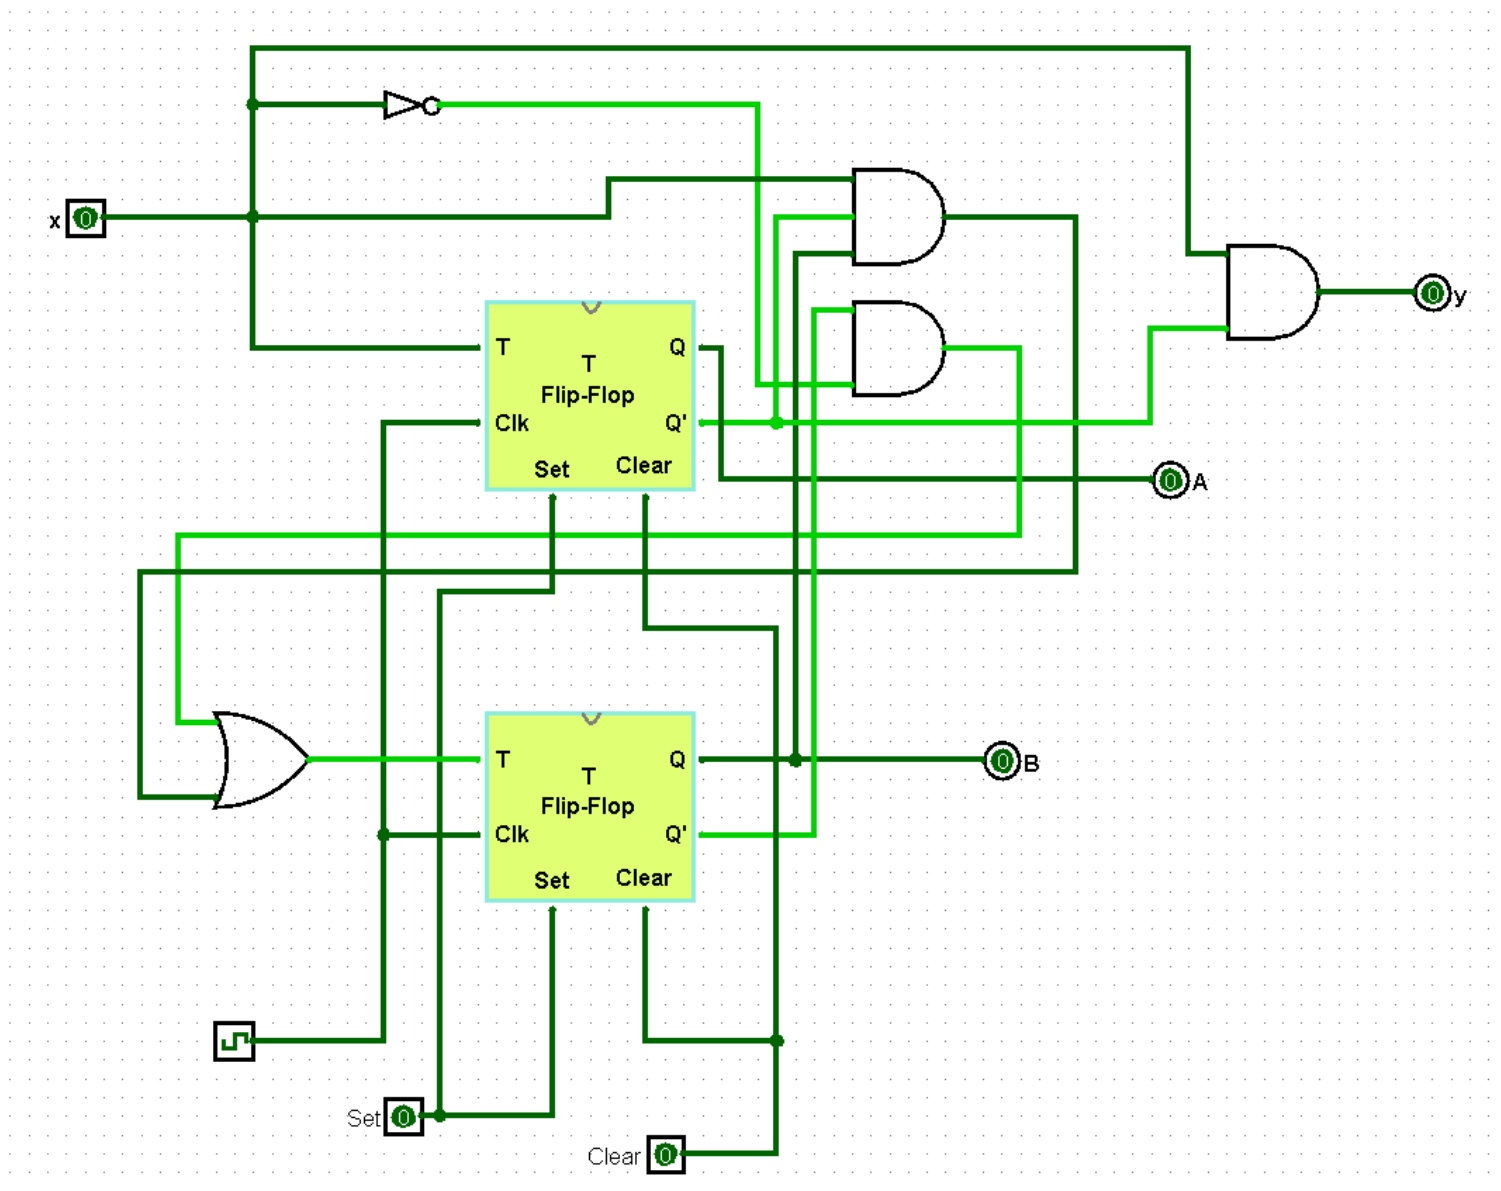 x 0
T Q
T
Flip-Flop
Clk Q'
Set Clear
0 y
0 A
T Q
T
Flip-Flop
Clk Q'
Set Clear
0 B
Set 0
Clear 0